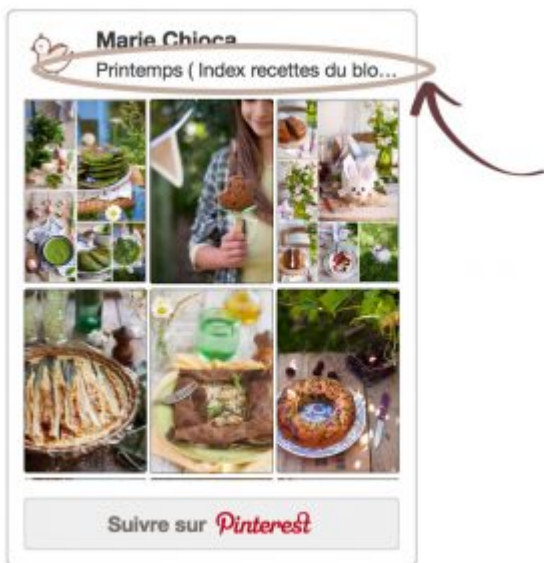 Marie Chioca
Printemps ( Index recettes du blo...
Suivre sur Pinterest